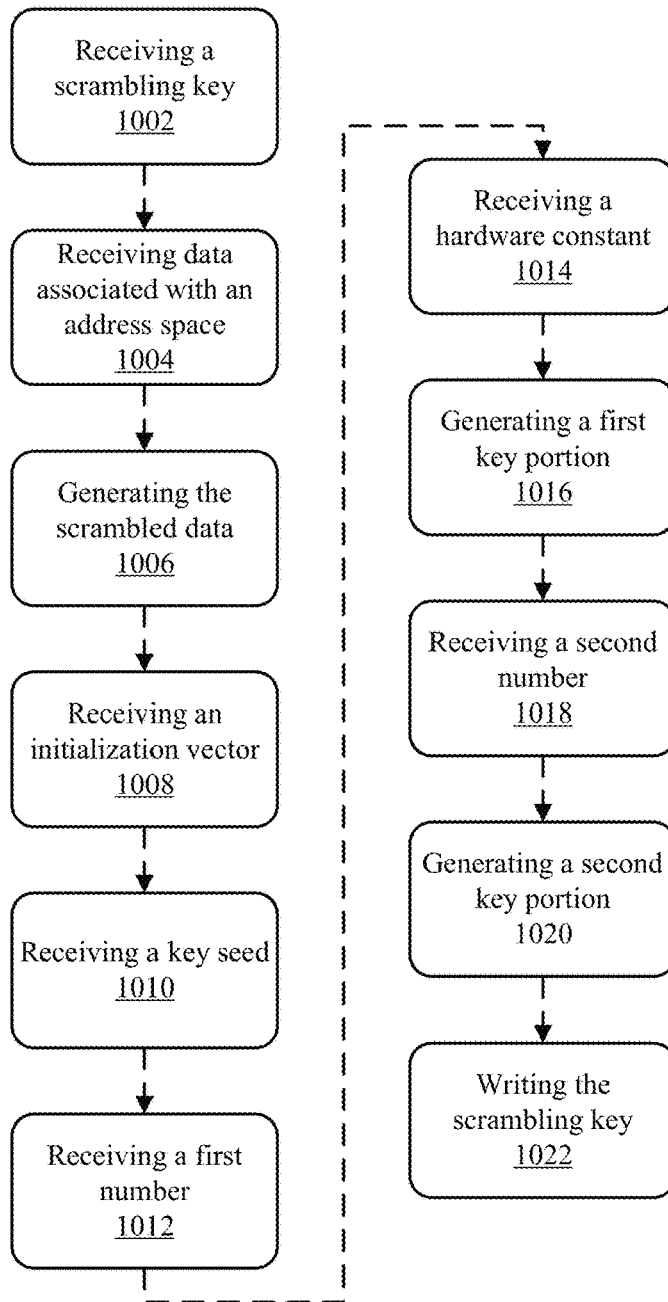 Receiving a
scrambling key
1002
Receiving data
associated with an
address space
1004
Generating the
scrambled data
1006
Receiving an
initialization vector
1008
Receiving a key seed
1010
Receiving a first
number
1012
Receiving a
hardware constant
1014
Generating a first
key portion
1016
Receiving a second
number
1018
Generating a second
key portion
1020
Writing the
scrambling key
1022